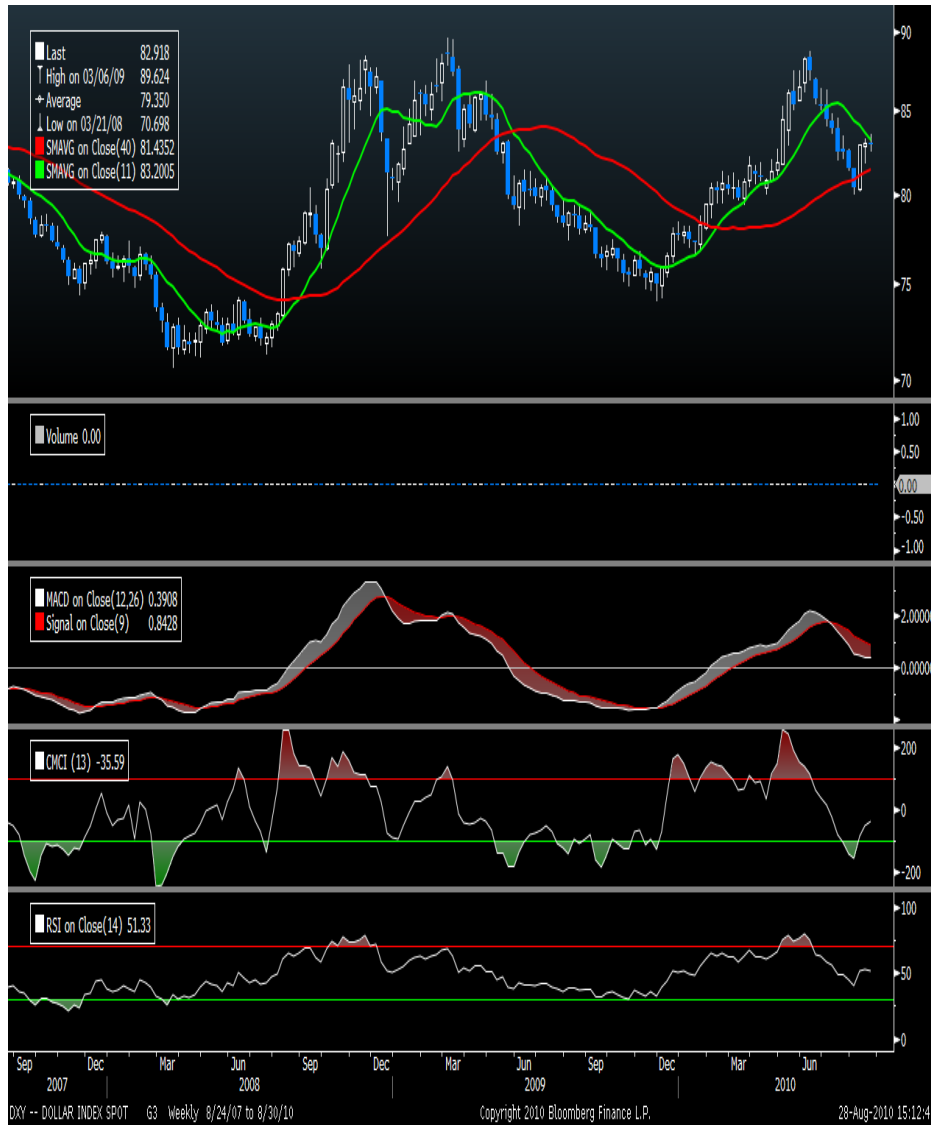 Last 82.918
High on 03/06/09 89.624
Average 79.350
Low on 03/21/08 70.698
SMAVG on Close(40) 81.4352
SMAVG on Close(11) 83.2005
90
85
80
75
70
Volume 0.00
1.00
0.50
0.00
-0.50
-1.00
MACD on Close(12,26) 0.3908
Signal on Close(9) 0.8428
2.0000
0.0000
CMCI (13) -35.59
200
0
-200
RSI on Close(14) 51.33
100
50
0
Sep Dec Mar Jun Sep Dec Mar Jun Sep Dec Mar Jun
2007 2008 2009 2010
DXY -- DOLLAR INDEX SPOT G3 Weekly 8/24/07 to 8/30/10 Copyright 2010 Bloomberg Finance L.P. 28-Aug-2010 15:12:4